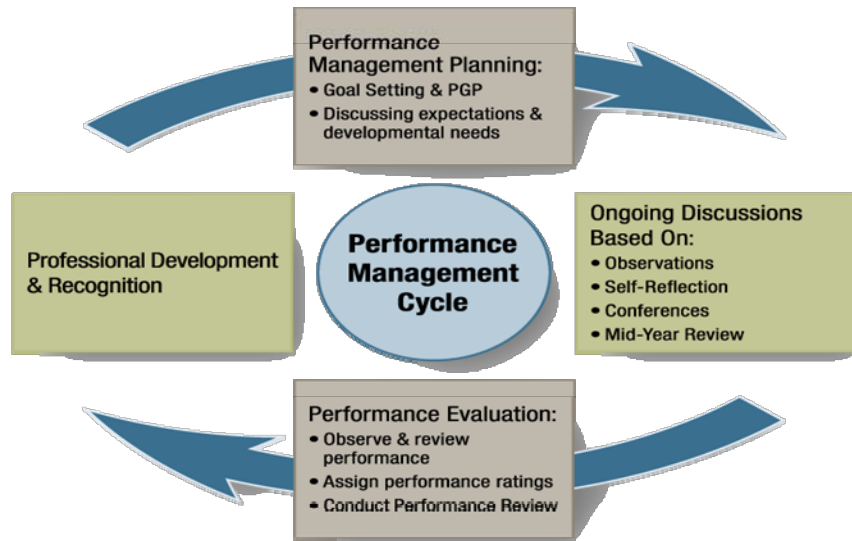 Performance
Management Planning:
• Goal Setting & PGP
• Discussing expectations &
developmental needs
Professional Development
& Recognition
Performance
Management
Cycle
Ongoing Discussions
Based On:
• Observations
• Self-Reflection
• Conferences
• Mid-Year Review
Performance Evaluation:
• Observe & review
performance
• Assign performance ratings
• Conduct Performance Review